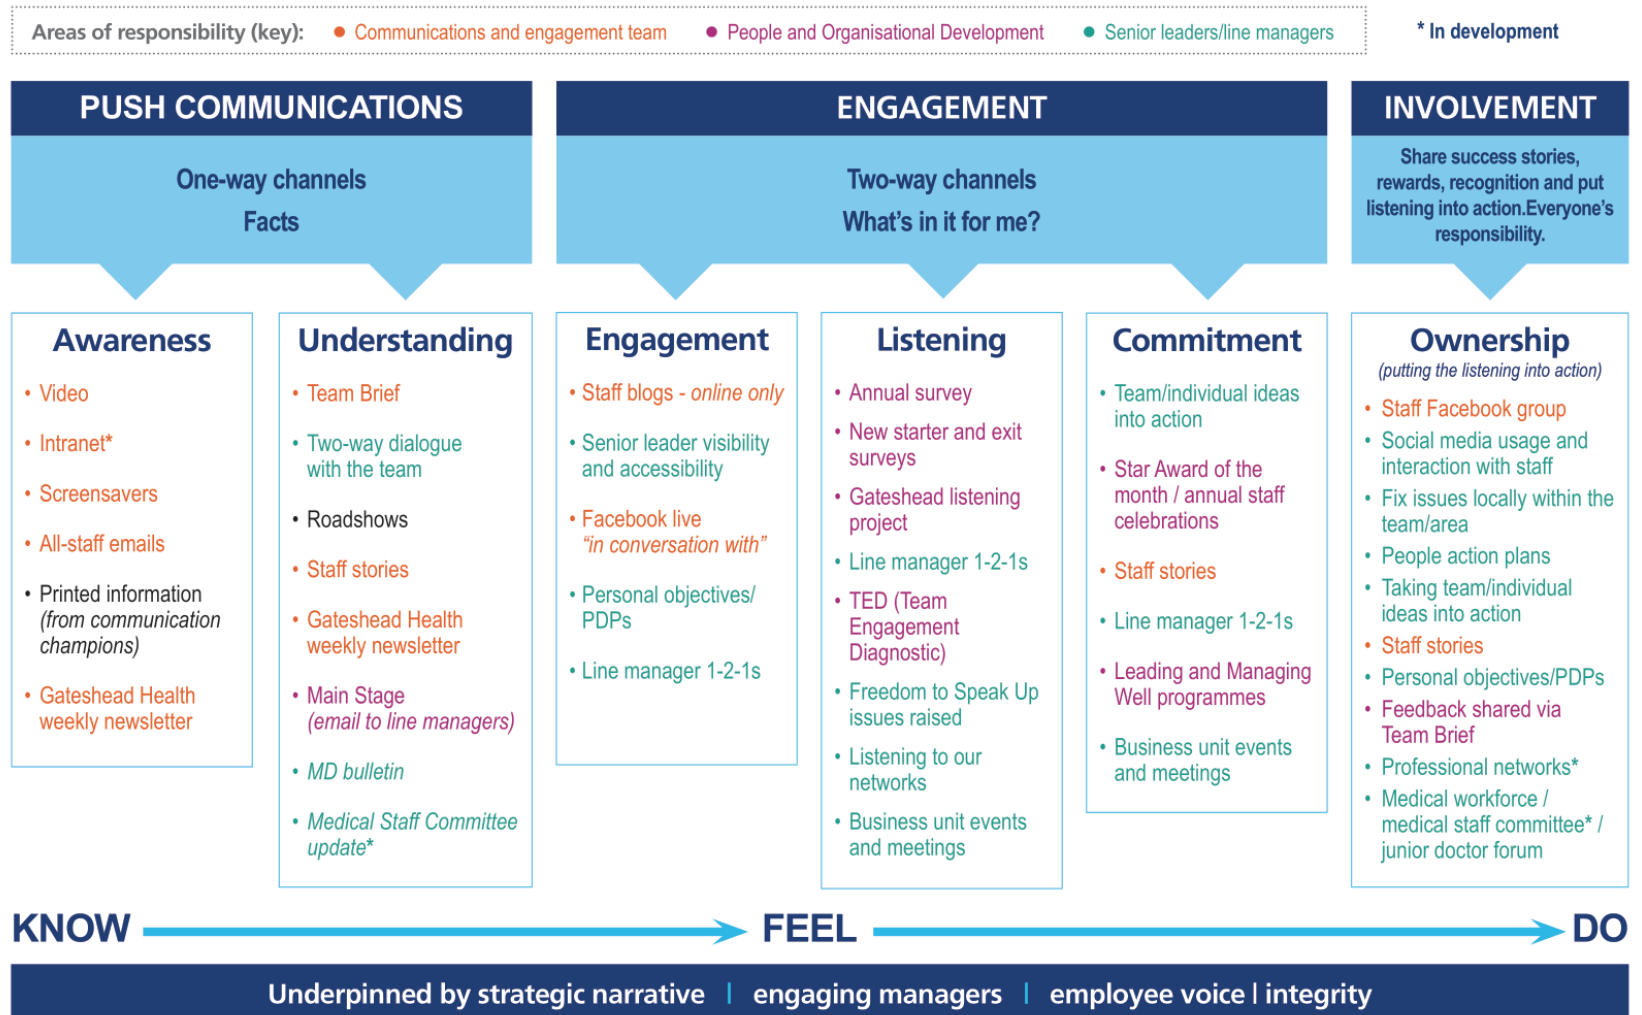 Areas of responsibility (key): • Communications and engagement team • People and Organisational Development • Senior leaders/line managers * In development
PUSH COMMUNICATIONS
One-way channels
Facts
ENGAGEMENT
Two-way channels
What's in it for me?
INVOLVEMENT
Share success stories,
rewards, recognition and put
listening into action.Everyone's
responsibility.
Awareness
• Video
• Intranet*
• Screensavers
• All-staff emails
• Printed information
(from communication
champions)
• Gateshead Health
weekly newsletter
Understanding
• Team Brief
• Two-way dialogue
with the team
• Roadshows
• Staff stories
• Gateshead Health
weekly newsletter
• Main Stage
(email to line managers)
• MD bulletin
• Medical Staff Committee
update*
Engagement
• Staff blogs - online only
• Senior leader visibility
and accessibility
• Facebook live
“in conversation with”
• Personal objectives/
PDPs
• Line manager 1-2-1s
Listening
• Annual survey
• New starter and exit
surveys
• Gateshead listening
project
• Line manager 1-2-1s
• TED (Team
Engagement
Diagnostic)
• Freedom to Speak Up
issues raised
• Listening to our
networks
• Business unit events
and meetings
Commitment
• Team/individual ideas
into action
• Star Award of the
month / annual staff
celebrations
• Staff stories
• Line manager 1-2-1s
• Leading and Managing
Well programmes
• Business unit events
and meetings
Ownership
(putting the listening into action)
• Staff Facebook group
• Social media usage and
interaction with staff
• Fix issues locally within the
team/area
• People action plans
• Taking team/individual
ideas into action
• Staff stories
• Personal objectives/PDPs
• Feedback shared via
Team Brief
• Professional networks*
• Medical workforce /
medical staff committee* /
junior doctor forum
KNOW FEEL DO
Underpinned by strategic narrative | engaging managers | employee voice | integrity